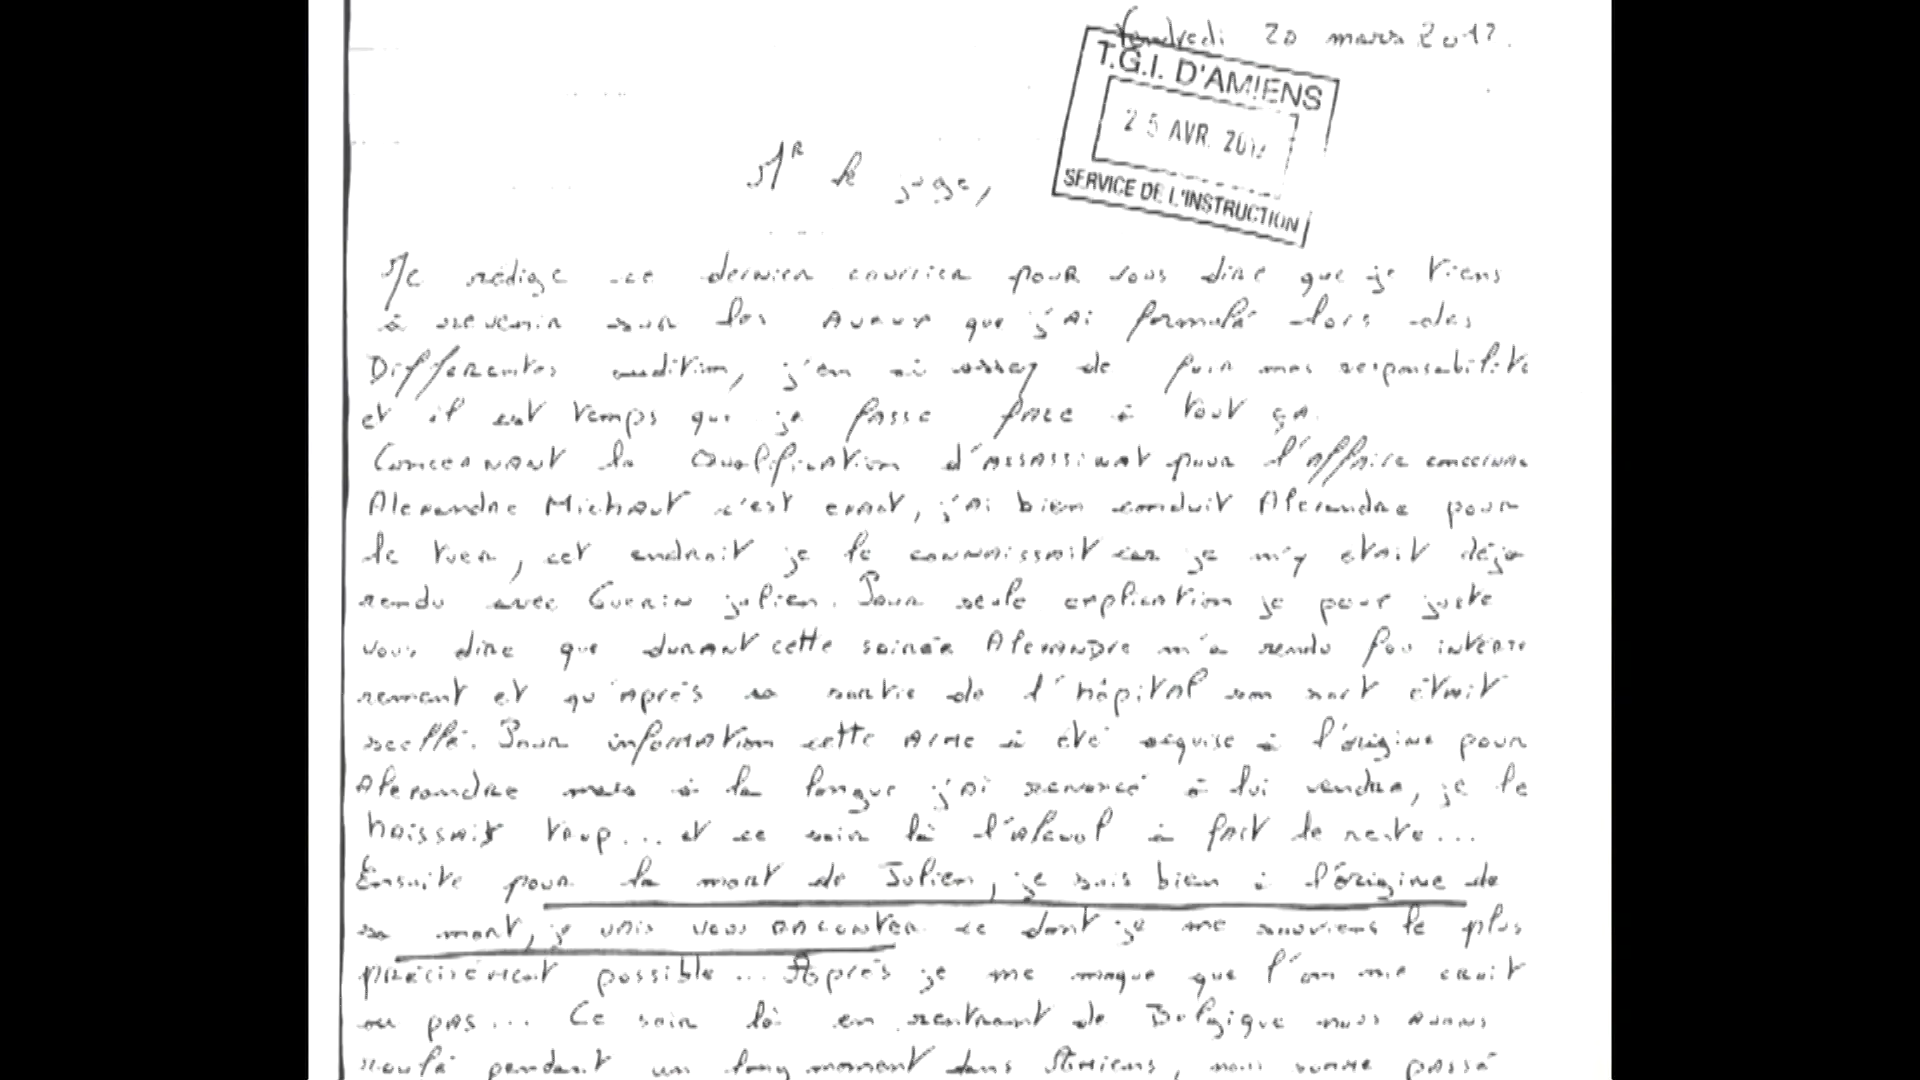 Vendredi 20 mars 2012.
T.G.I. D'AMIENS
25 AVR. 201
SERVICE DE L'INSTRUCTION
Mr le juge,
Je rédige ce dernier courrier pour vous dire que je viens
à revenir sur les aveux que j'ai formulé lors des
Differentes audition, j'en ai assez de fuir mes responsabilité
et il est temps que je fasse face à tout ça.
Concernant la Qualification d'assassinat pour l'affaire concernant
Alexandre Michaut c'est exact, j'ai bien conduit Alexandre pour
le tuer, cet endroit je le connaissait car je m'y etait déjà
rendu avec Guerin julien. Pour seule explication je peux juste
vous dire que durant cette soirée Alexandre m'a rendu fou intérieu
rement et qu'après sa sortie de l'hôpital son sort était
scellé. Pour information cette arme à été acquise à l'origine pour
Alexandre mais à la longue j'ai renoncé à lui vendre, je le
haissait trop... et ce soir là l'alcool à fait le reste...
Ensuite pour la mort de Julien, je suis bien à l'origine de
sa mort, je vais vous raconter ce dont je me souviens le plus
précisément possible... Après je me moque que l'on me croit
ou pas... Ce soir là en rentrant de Belgique nous avons
roulé pendant un long moment dans Amiens, nous somme passé